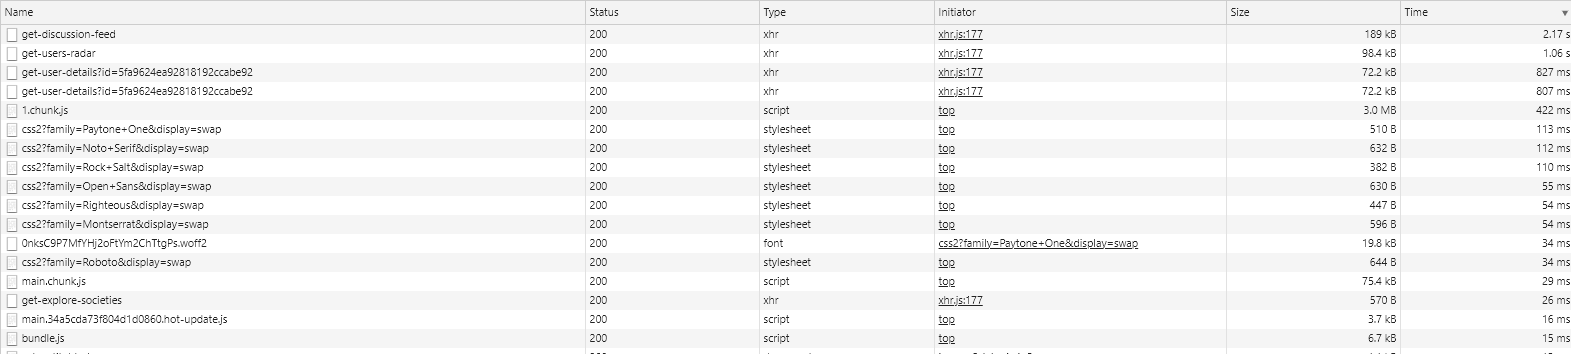 Name Status Type Initiator Size Time
get-discussion-feed 200 xhr xhr.js:177 189 kB 2.17 s
get-users-radar 200 xhr xhr.js:177 98.4 kB 1.06 s
get-user-details?id=5fa9624ea92818192ccabe92 200 xhr xhr.js:177 72.2 kB 827 ms
get-user-details?id=5fa9624ea92818192ccabe92 200 xhr xhr.js:177 72.2 kB 807 ms
1.chunk.js 200 script top 3.0 MB 422 ms
css2?family=Paytone+One&display=swap 200 stylesheet top 510 B 113 ms
css2?family=Noto+Serif&display=swap 200 stylesheet top 632 B 112 ms
css2?family=Rock+Salt&display=swap 200 stylesheet top 382 B 110 ms
css2?family=Open+Sans&display=swap 200 stylesheet top 630 B 55 ms
css2?family=Righteous&display=swap 200 stylesheet top 447 B 54 ms
css2?family=Montserrat&display=swap 200 stylesheet top 596 B 54 ms
0nksC9P7MfYHj2oFtYm2ChTtgPs.woff2 200 font css2?family=Paytone+One&display=swap 19.8 kB 34 ms
css2?family=Roboto&display=swap 200 stylesheet top 644 B 34 ms
main.chunk.js 200 script top 75.4 kB 29 ms
get-explore-societies 200 xhr xhr.js:177 570 B 26 ms
main.34a5cda73f804d1d0860.hot-update.js 200 script top 3.7 kB 16 ms
bundle.js 200 script top 6.7 kB 15 ms